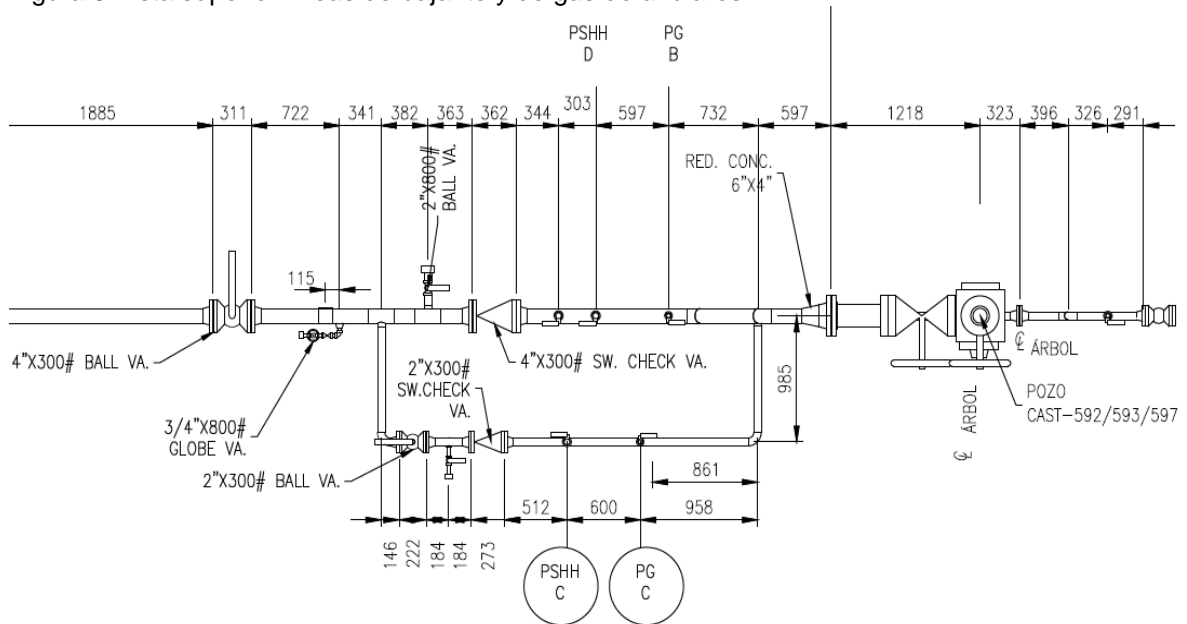 PSHH
D
PG
B
1885
311
722
341
382
363
362
344
303
597
732
597
1218
323
396
326
291
2"X800#
BALL VA.
RED. CONC.
6"X4"
115
4"X300# BALL VA.
2"X300#
SW.CHECK
VA.
4"X300# SW. CHECK VA.
985
℄ ÁRBOL
℄ ÁRBOL
POZO
CAST-592/593/597
3/4"X800#
GLOBE VA.
2"X300# BALL VA.
861
512
600
958
146
222
184
184
273
PSHH
C
PG
C